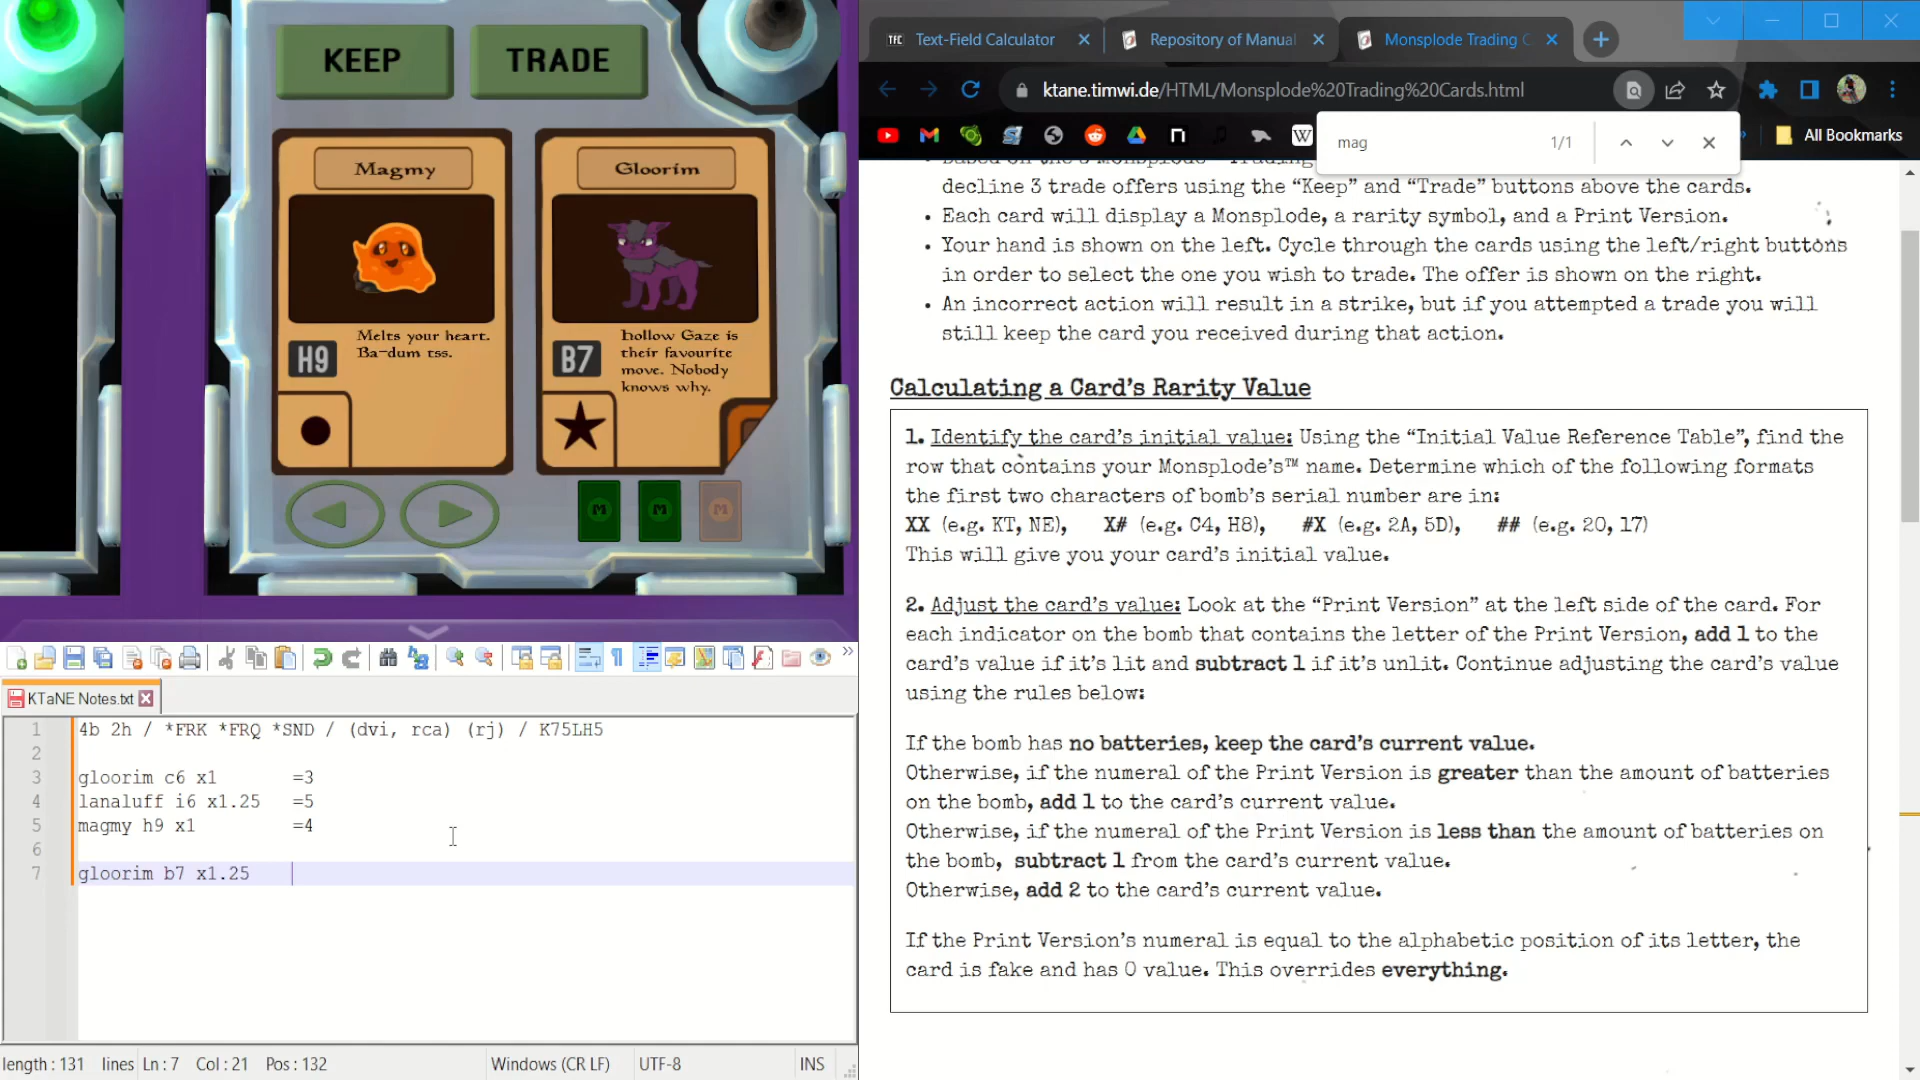 KEEP
TRADE
Magmy
Melts your heart.
Ba-dum tss.
H9
Gloorim
hollow Gaze is
their favourite
move. Nobody
knows why.
B7
M
M
M
KTaNE Notes.txt
1 4b 2h / *FRK *FRQ *SND / (dvi, rca) (rj) / K75LH5
2
3 gloorim c6 x1 =3
4 lanaluff i6 x1.25 =5
5 magmy h9 x1 =4
6
7 gloorim b7 x1.25
length : 131 lines Ln : 7 Col : 21 Pos : 132 Windows (CR LF) UTF-8 INS
TFC Text-Field Calculator
Repository of Manual
Monsplode Trading C
ktane.timwi.de/HTML/Monsplode%20Trading%20Cards.html
W
All Bookmarks
mag 1/1
decline 3 trade offers using the “Keep” and “Trade” buttons above the cards.
• Each card will display a Monsplode, a rarity symbol, and a Print Version.
• Your hand is shown on the left. Cycle through the cards using the left/right buttons
in order to select the one you wish to trade. The offer is shown on the right.
• An incorrect action will result in a strike, but if you attempted a trade you will
still keep the card you received during that action.
Calculating a Card’s Rarity Value
1. Identify the card’s initial value: Using the “Initial Value Reference Table”, find the
row that contains your Monsplode’s™ name. Determine which of the following formats
the first two characters of bomb’s serial number are in:
XX (e.g. KT, NE), X# (e.g. C4, H8), #X (e.g. 2A, 5D), ## (e.g. 20, 17)
This will give you your card’s initial value.
2. Adjust the card’s value: Look at the “Print Version” at the left side of the card. For
each indicator on the bomb that contains the letter of the Print Version, add 1 to the
card’s value if it’s lit and subtract 1 if it’s unlit. Continue adjusting the card’s value
using the rules below:
If the bomb has no batteries, keep the card’s current value.
Otherwise, if the numeral of the Print Version is greater than the amount of batteries
on the bomb, add 1 to the card’s current value.
Otherwise, if the numeral of the Print Version is less than the amount of batteries on
the bomb, subtract 1 from the card’s current value.
Otherwise, add 2 to the card’s current value.
If the Print Version’s numeral is equal to the alphabetic position of its letter, the
card is fake and has 0 value. This overrides everything.